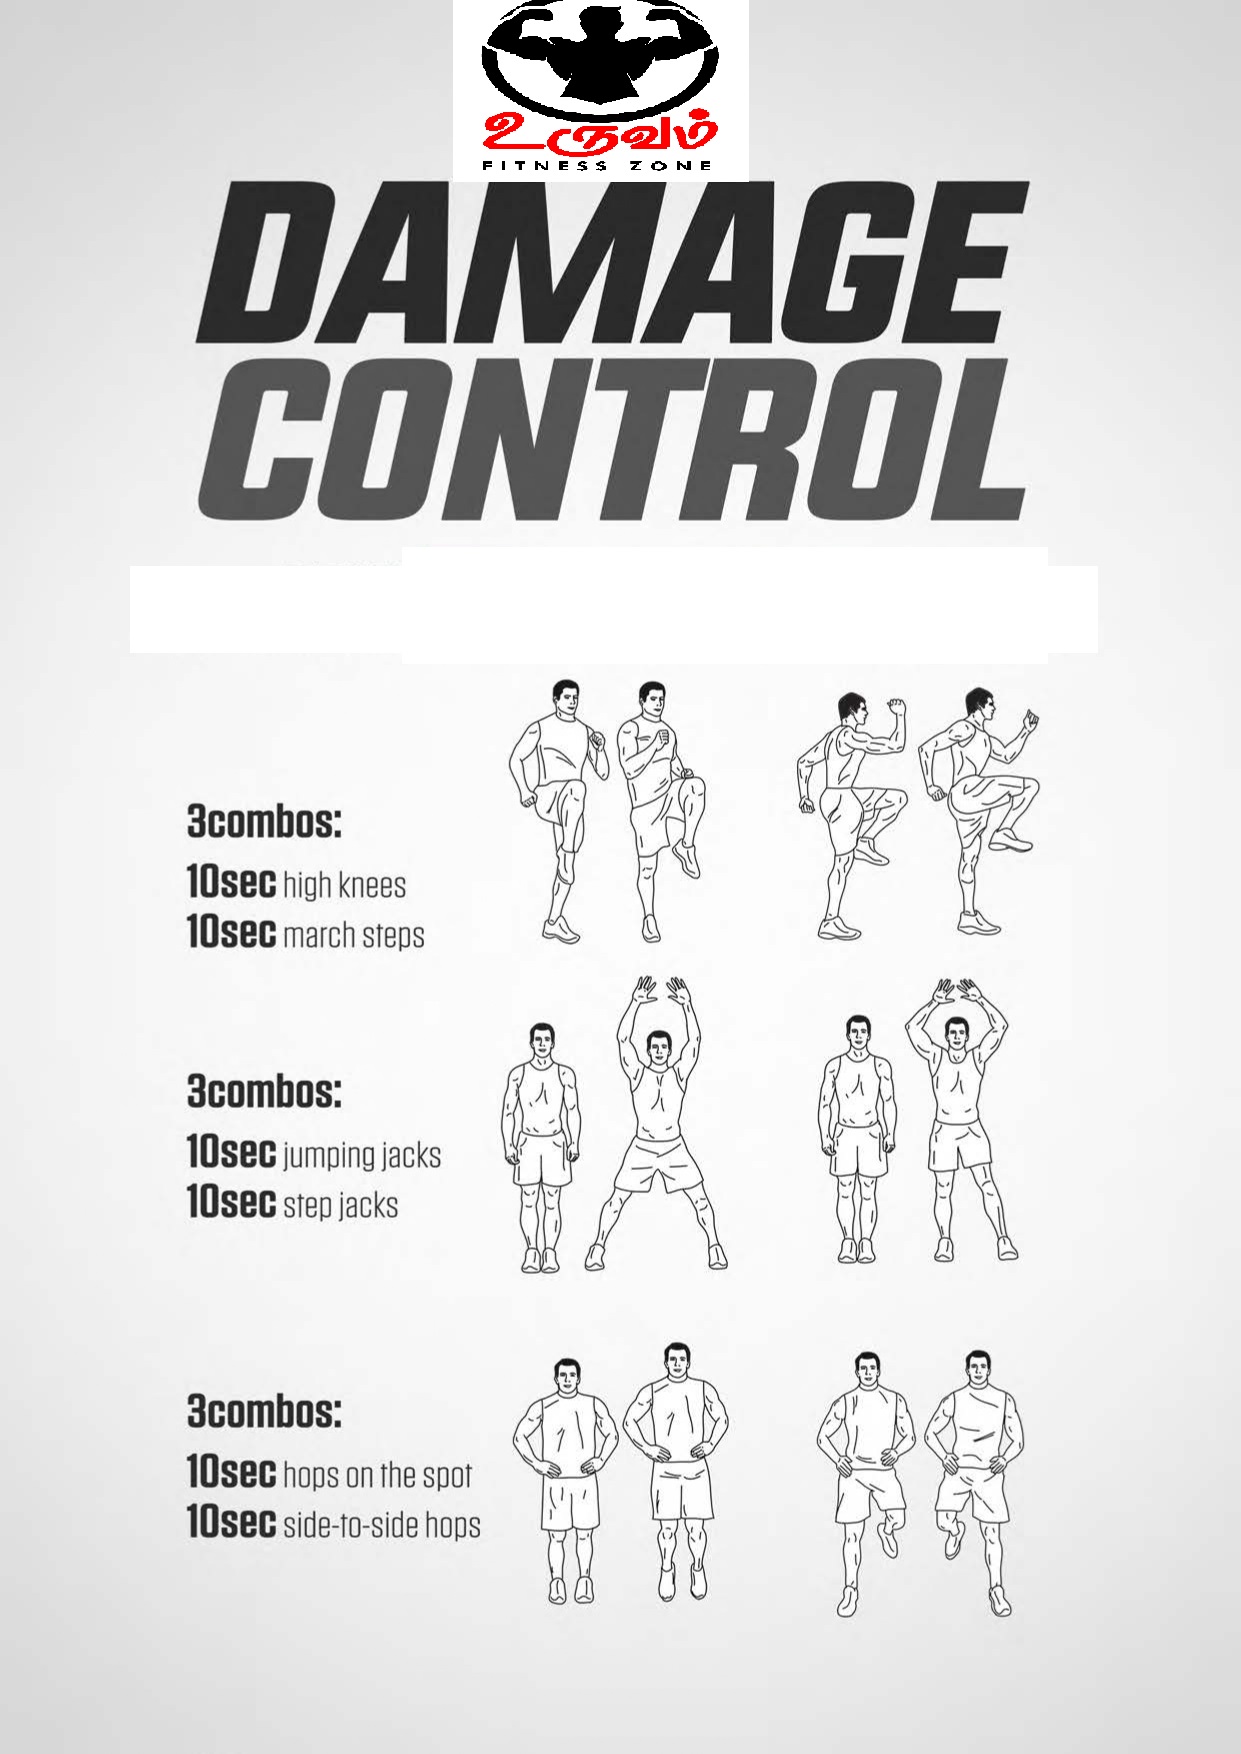 உருவம்
FITNESS ZONE
DAMAGE
CONTROL
3combos:
10sec high knees
10sec march steps
3combos:
10sec jumping jacks
10sec step jacks
3combos:
10sec hops on the spot
10sec side-to-side hops